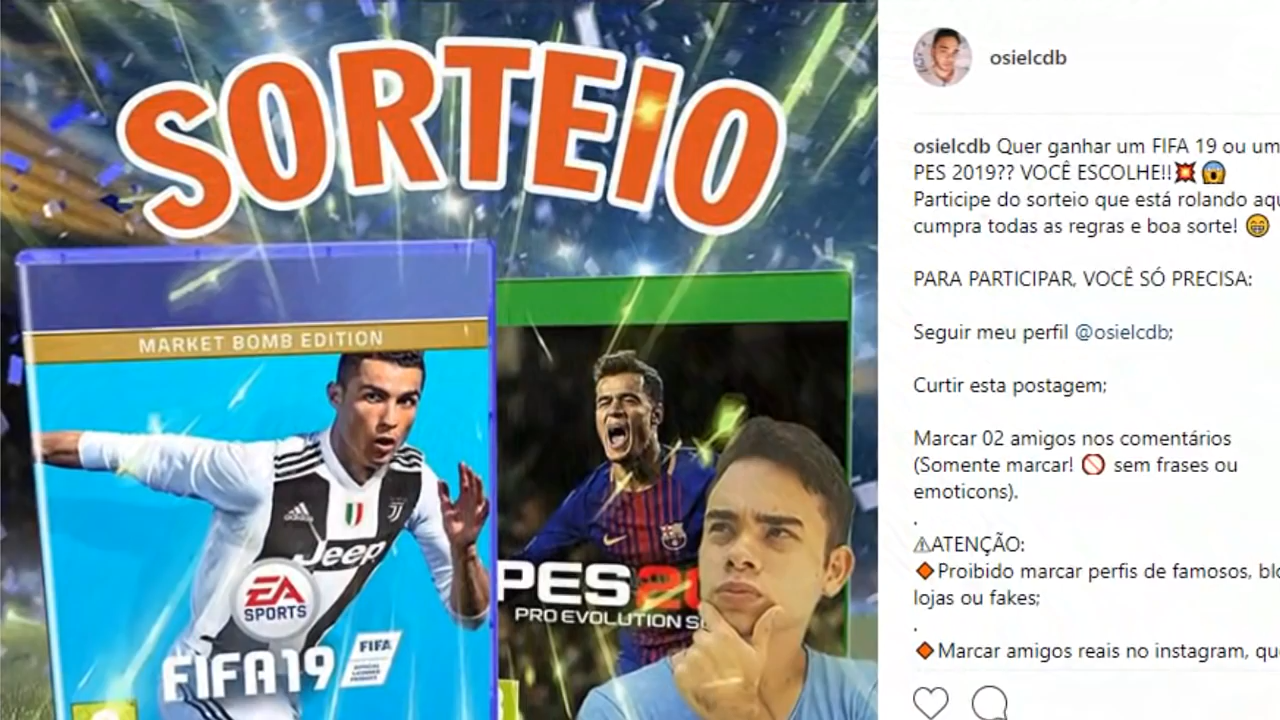 SORTEIO
MARKET BOMB EDITION
adidas
Jeep
EA
SPORTS
FIFA19
FIFA
PES 20
PRO EVOLUTION
osielcdb
osielcdb Quer ganhar um FIFA 19 ou um
PES 2019?? VOCÊ ESCOLHE!!💥 😱
Participe do sorteio que está rolando
cumpra todas as regras e boa sorte! 😁
PARA PARTICIPAR, VOCÊ SÓ PRECISA:
Seguir meu perfil @osielcdb;
Curtir esta postagem;
Marcar 02 amigos nos comentários
(Somente marcar! 🚫 sem frases ou
emoticons).
.
⚠ATENÇÃO:
🔸Proibido marcar perfis de famosos,
lojas ou fakes;
.
🔸Marcar amigos reais no instagram,